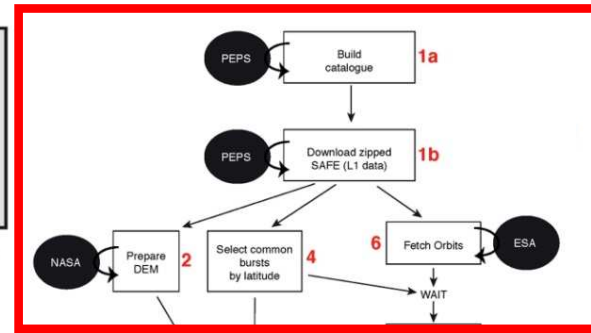 PEPS
Build
catalogue
1a
PEPS
Download zipped
SAFE (L1 data)
1b
NASA
Prepare
DEM
2
Select common
bursts
by latitude
4
6
Fetch Orbits
ESA
WAIT